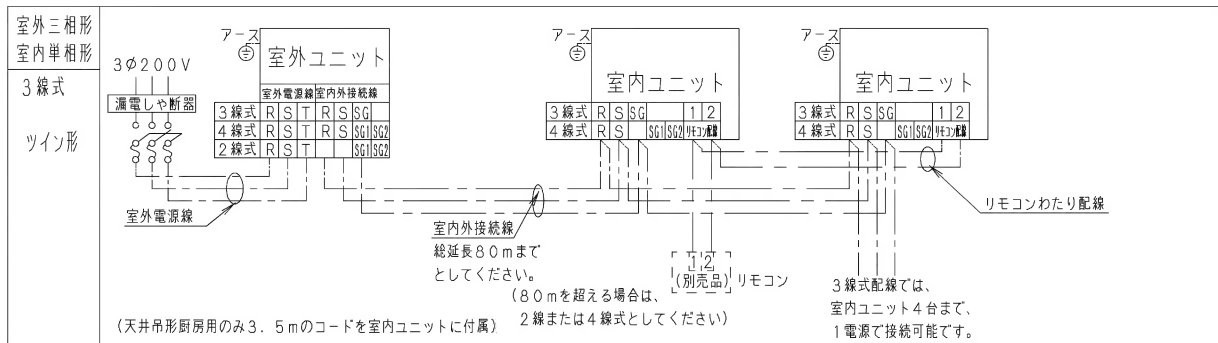 室外三相形
室内単相形
3線式
ツイン形
3φ200V
漏電しゃ断器
室外電源線
アース
室外ユニット
室外電源線 室内外接続線
3線式 R S T R S SG
4線式 R S T R S SG1 SG2
2線式 R S T SG1 SG2
室内外接続線
総延長80mまで
としてください。
(80mを超える場合は、
2線または4線式としてください)
(天井吊形厨房用のみ3.5mのコードを室内ユニットに付属)
アース
室内ユニット
3線式 R S SG 1 2
4線式 R S SG1 SG2 リモコン配線
1 2
(別売品)
リモコン
アース
室内ユニット
3線式 R S SG 1 2
4線式 R S SG1 SG2 リモコン配線
リモコンわたり配線
3線式配線では、
室内ユニット4台まで、
1電源で接続可能です。